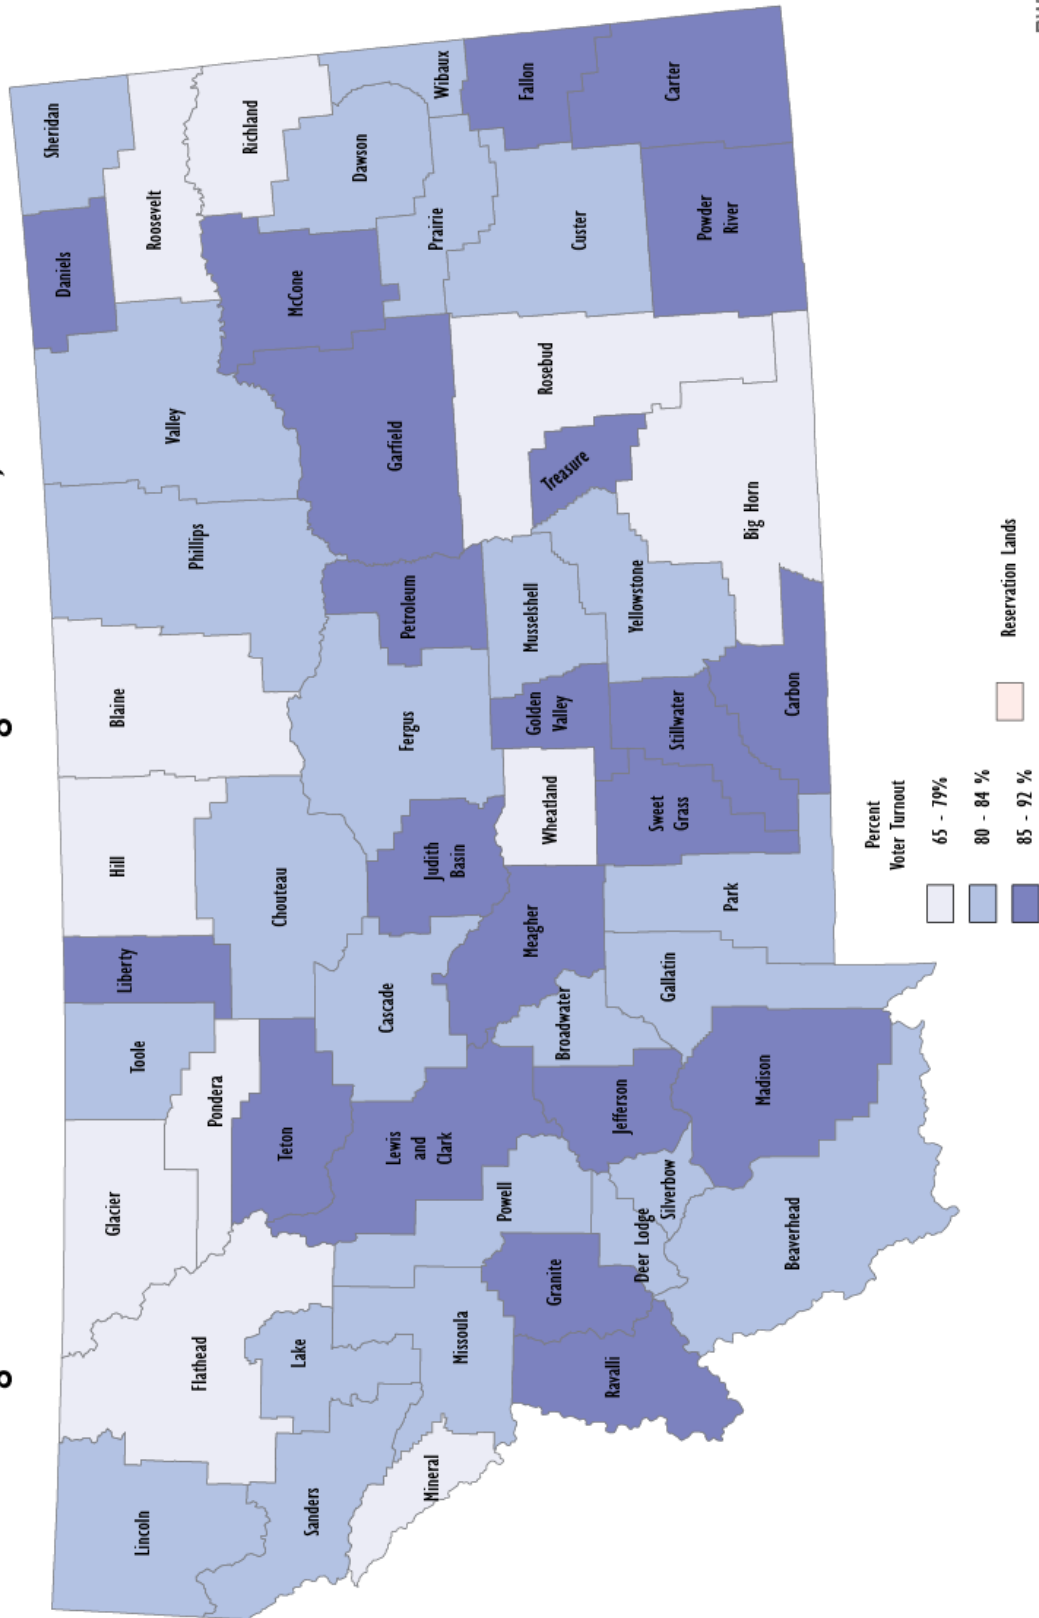 Lincoln
Flathead
Glacier
Toole
Liberty
Hill
Blaine
Phillips
Valley
Daniels
Sheridan
Roosevelt
Richland
Sanders
Lake
Pondera
Teton
Chouteau
McCone
Dawson
Wibaux
Mineral
Missoula
Powell
Lewis
and
Clark
Cascade
Judith
Basin
Fergus
Petroleum
Garfield
Prairie
Fallon
Ravalli
Granite
Deer Lodge
Silverbow
Jefferson
Broadwater
Meagher
Wheatland
Golden
Valley
Musselshell
Treasure
Rosebud
Custer
Carter
Beaverhead
Madison
Gallatin
Park
Sweet
Grass
Stillwater
Yellowstone
Carbon
Big Horn
Powder
River
Percent
Voter Turnout
65 - 79%
80 - 84 %
85 - 92 %
Reservation Lands